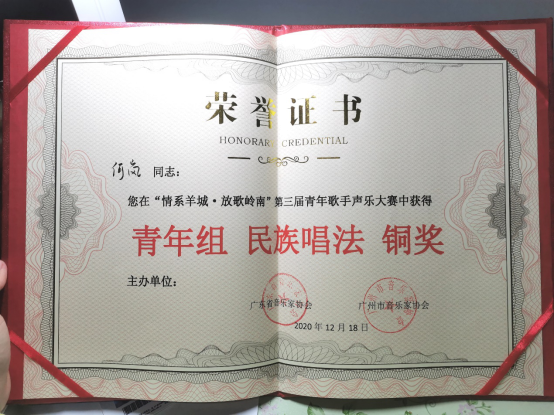 荣誉证书
HONORARY CREDENTIAL
何岚 同志：
您在“情系羊城·放歌岭南”第三届青年歌手声乐大赛中获得
青年组 民族唱法 铜奖
主办单位：
广东省音乐家协会 广州市音乐家协会
2020年12月18日